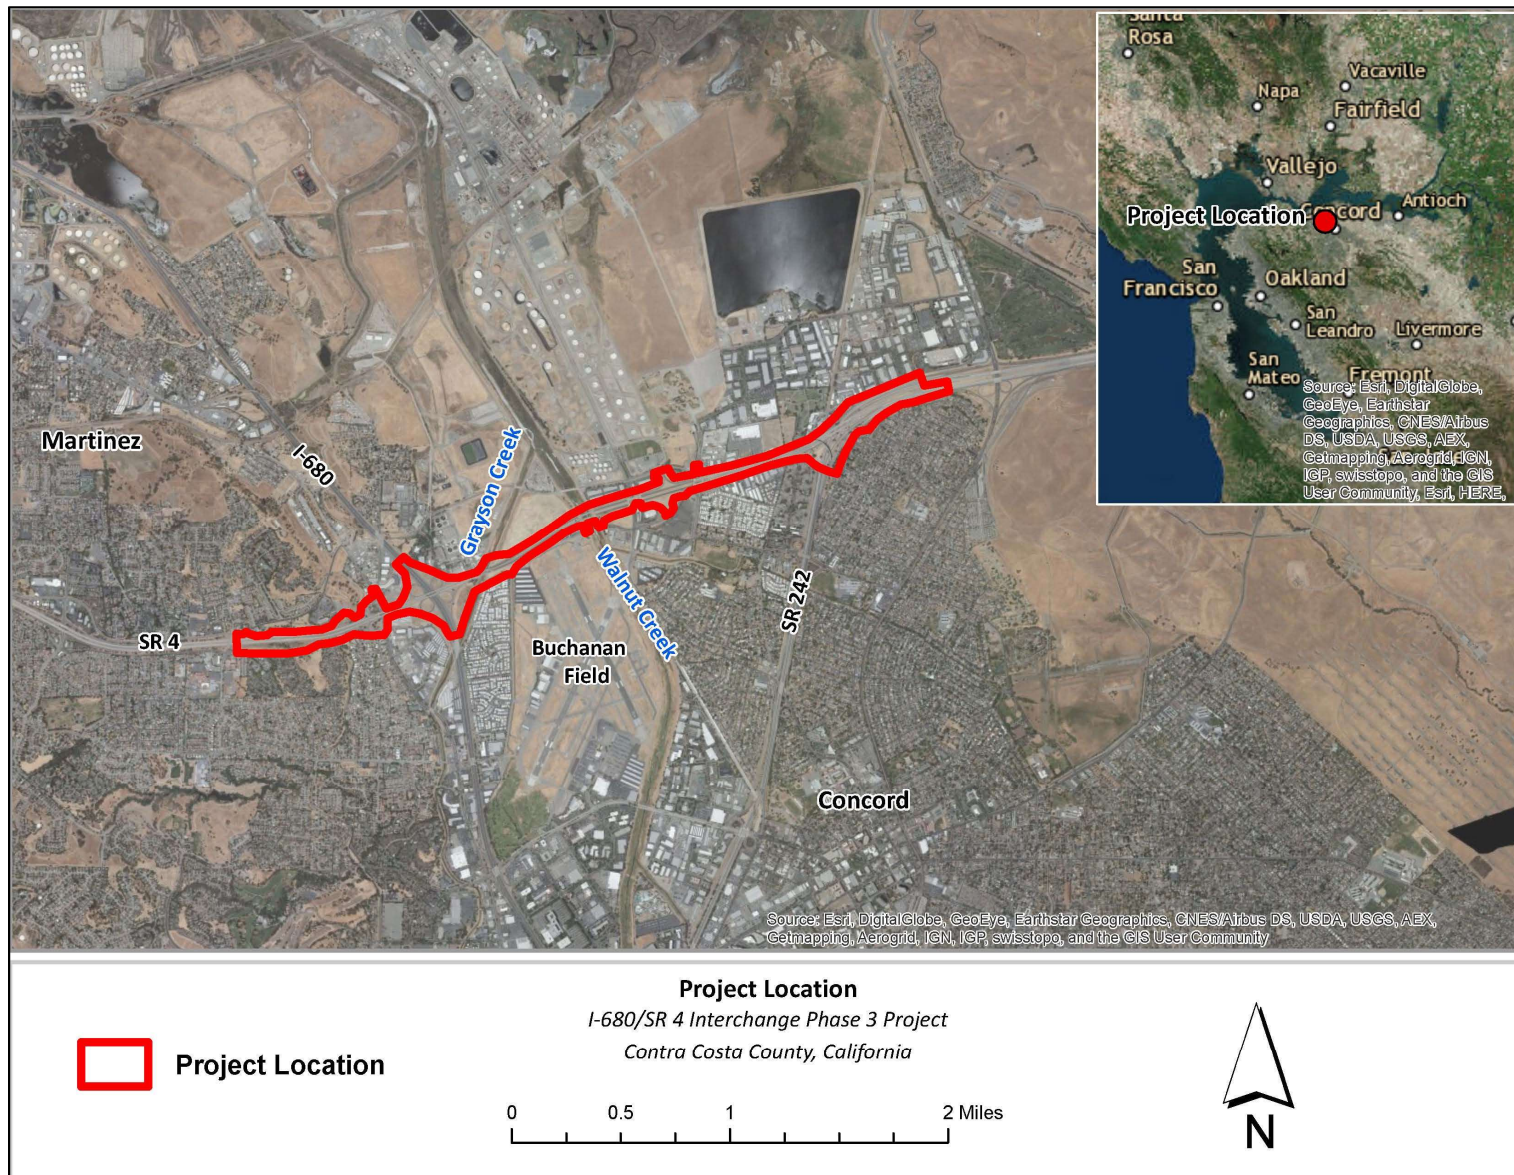 Santa
Rosa
Vacaville
Napa
Fairfield
Vallejo
Antioch
Concord
Project Location
San
Francisco
Oakland
San
Leandro
Livermore
San
Mateo
Fremont
Source: Esri, DigitalGlobe,
GeoEye, Earthstar
Geographics, CNES/Airbus
DS, USDA, USGS, AEX,
Getmapping, Aerogrid, IGN,
IGP, swisstopo, and the GIS
User Community, Esri, HERE,
Martinez
I-680
Grayson Creek
Walnut Creek
SR 242
SR 4
Buchanan
Field
Concord
Source: Esri, DigitalGlobe, GeoEye, Earthstar Geographics, CNES/Airbus DS, USDA, USGS, AEX,
Getmapping, Aerogrid, IGN, IGP, swisstopo, and the GIS User Community
Project Location
I-680/SR 4 Interchange Phase 3 Project
Contra Costa County, California
Project Location
0 0.5 1 2 Miles
N